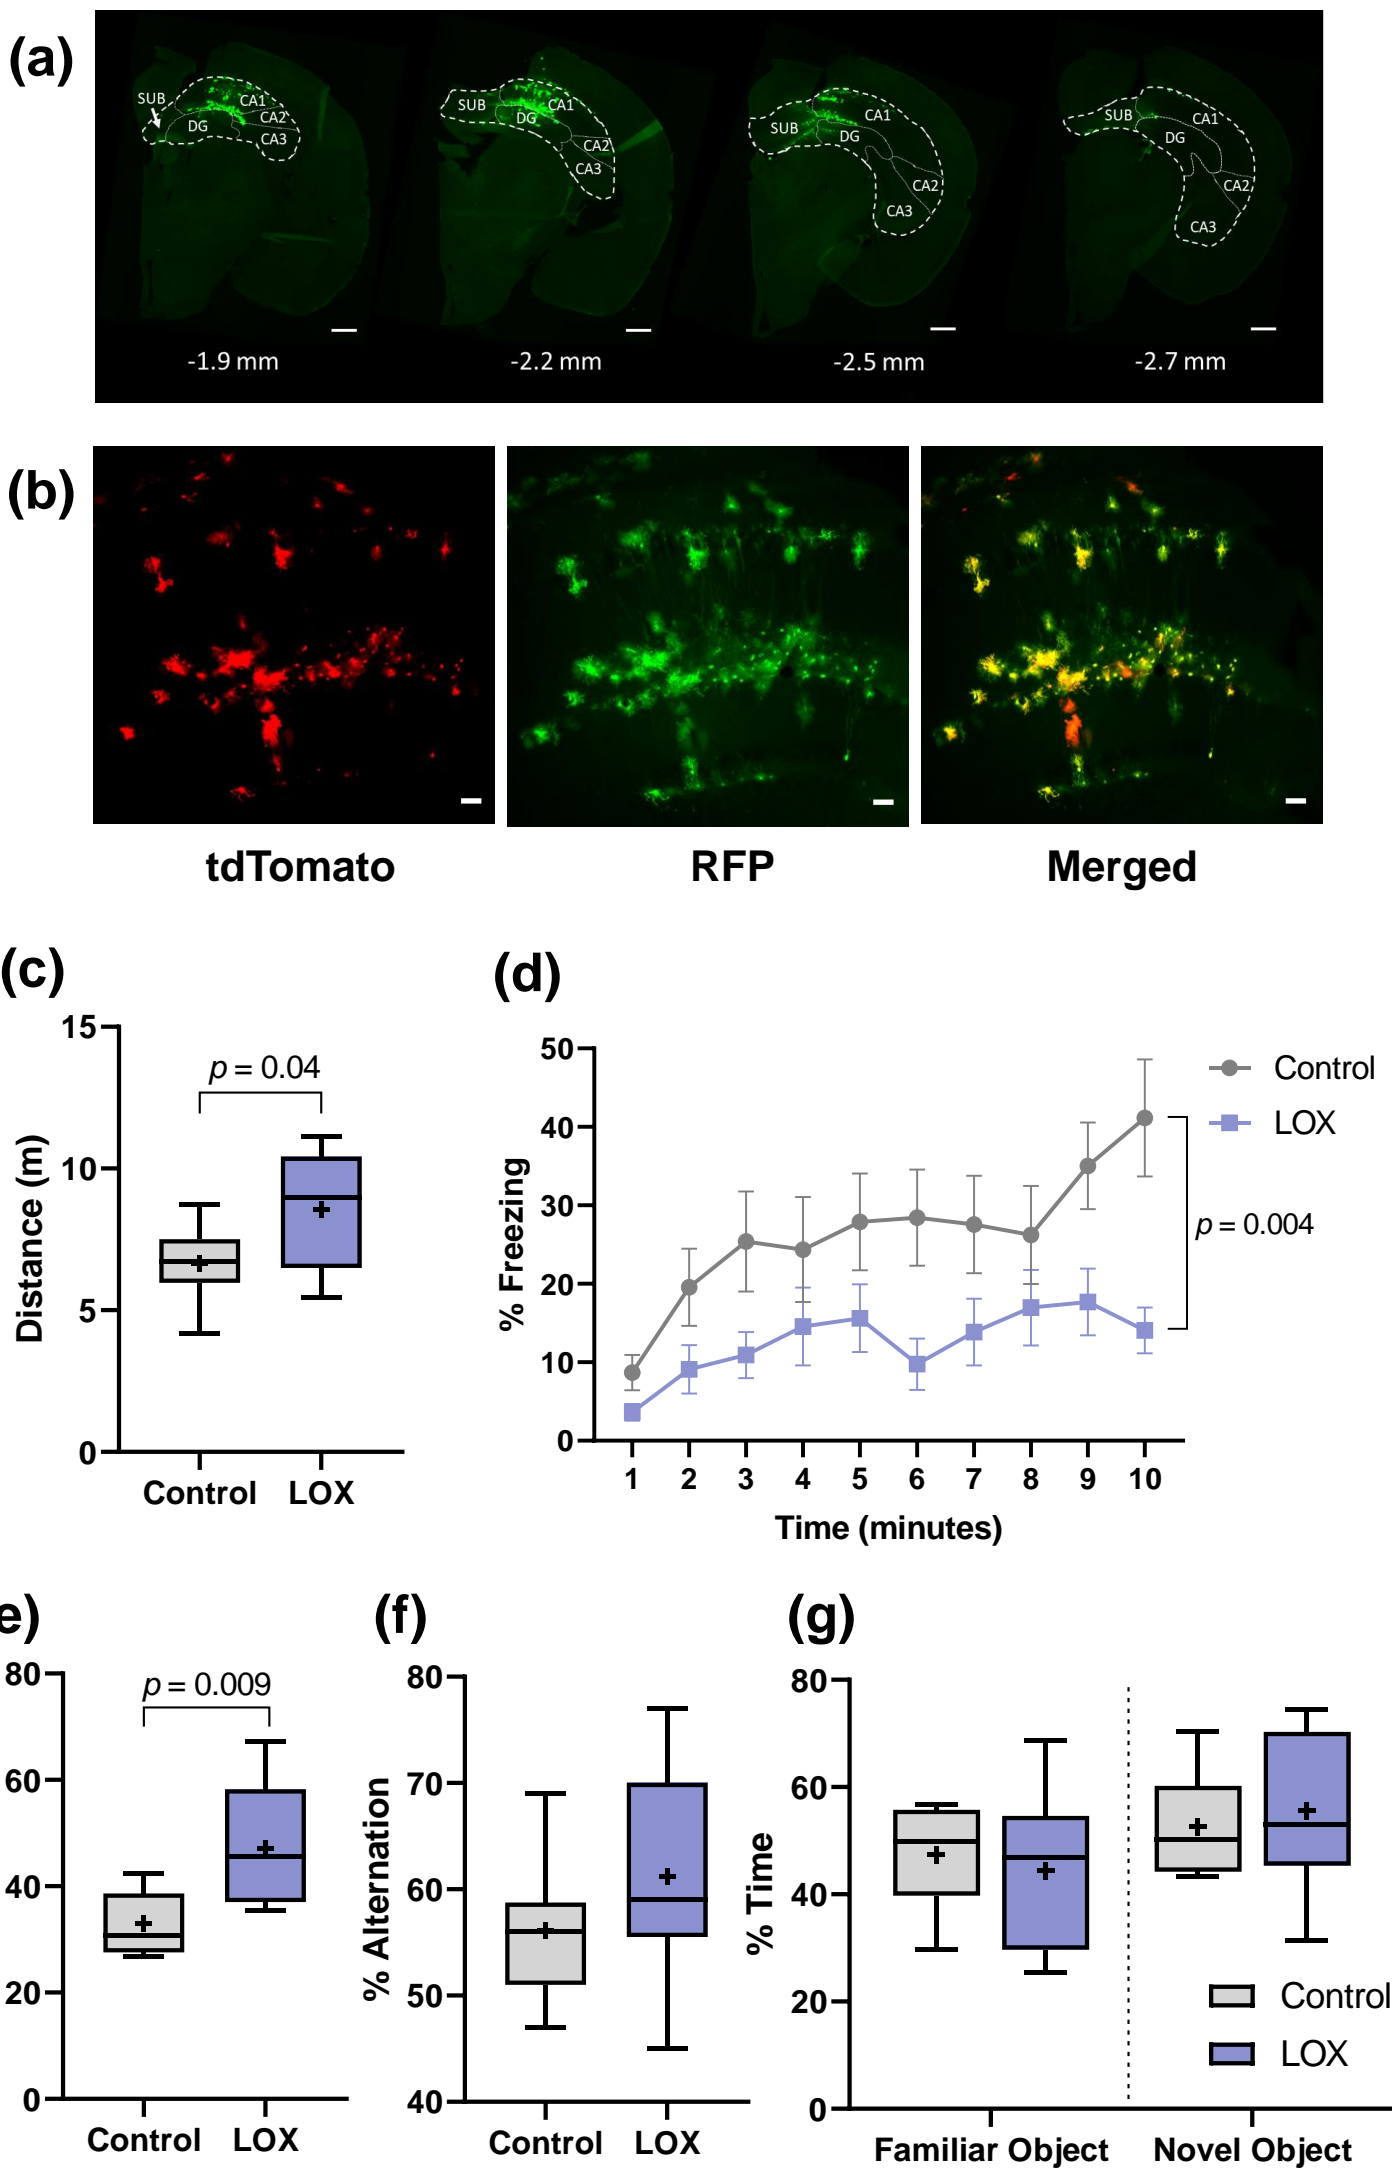 (a)
SUB
CA1
CA2
DG
CA3
SUB
CA1
DG
CA2
CA3
SUB
CA1
DG
CA2
CA3
SUB
CA1
DG
CA2
CA3
-1.9 mm
-2.2 mm
-2.5 mm
-2.7 mm
(b)
tdTomato
RFP
Merged
(c)
15
10
5
0
Distance (m)
p = 0.04
Control
LOX
(d)
50
40
30
20
10
0
% Freezing
1 2 3 4 5 6 7 8 9 10
Time (minutes)
Control
LOX
p = 0.004
e)
80
60
40
20
0
p = 0.009
Control
LOX
(f)
80
70
60
50
40
% Alternation
Control
LOX
(g)
80
60
40
20
0
% Time
Control
LOX
Familiar Object
Novel Object